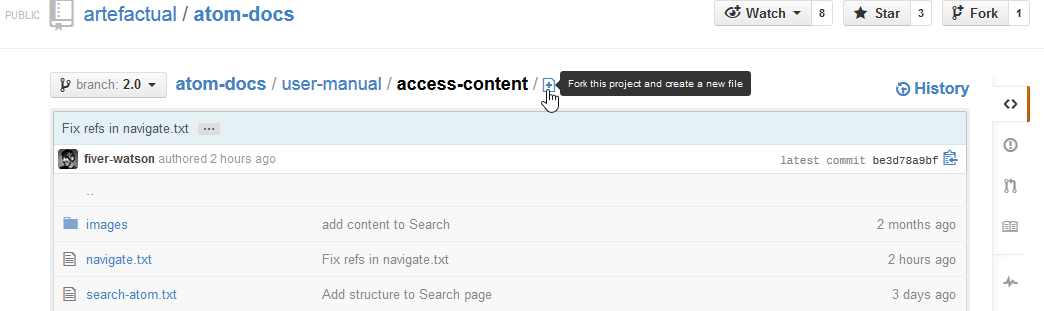 PUBLIC artefactual / atom-docs Watch 8 Star 3 Fork 1
branch: 2.0 atom-docs / user-manual / access-content / Fork this project and create a new file History
Fix refs in navigate.txt ...
fiver-watson authored 2 hours ago latest commit be3d78a9bf
..
images add content to Search 2 months ago
navigate.txt Fix refs in navigate.txt 2 hours ago
search-atom.txt Add structure to Search page 3 days ago